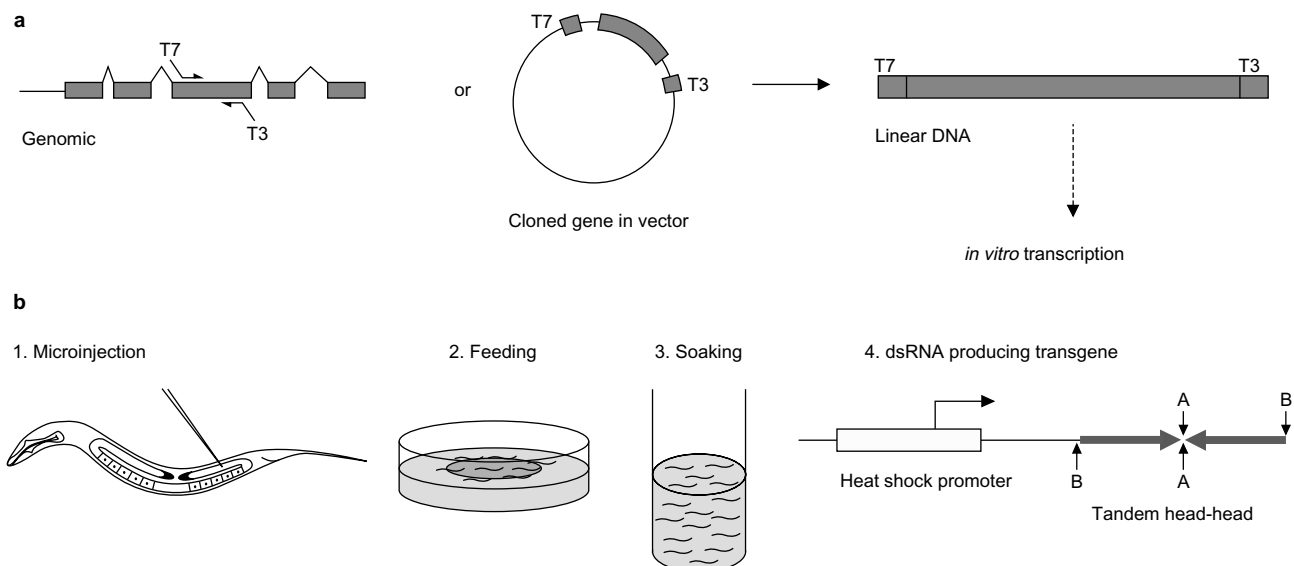 a
T7
T3
Genomic
or
T7
T3
Cloned gene in vector
T7
T3
Linear DNA
in vitro transcription
b
1. Microinjection
2. Feeding
3. Soaking
4. dsRNA producing transgene
A
B
Heat shock promoter
B
A
Tandem head-head